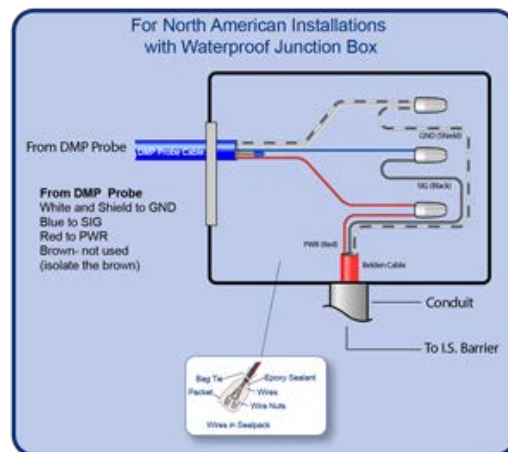 For North American Installations
with Waterproof Junction Box
GND (Shield)
From DMP Probe
DMP Probe Cable
SIG (Black)
From DMP Probe
White and Shield to GND
Blue to SIG
Red to PWR
Brown- not used
(isolate the brown)
PWR (Red)
Belden Cable
Conduit
To I.S. Barrier
Bag Tie
Epoxy Sealant
Packet
Wires
Wire Nuts
Wires in Sealpack